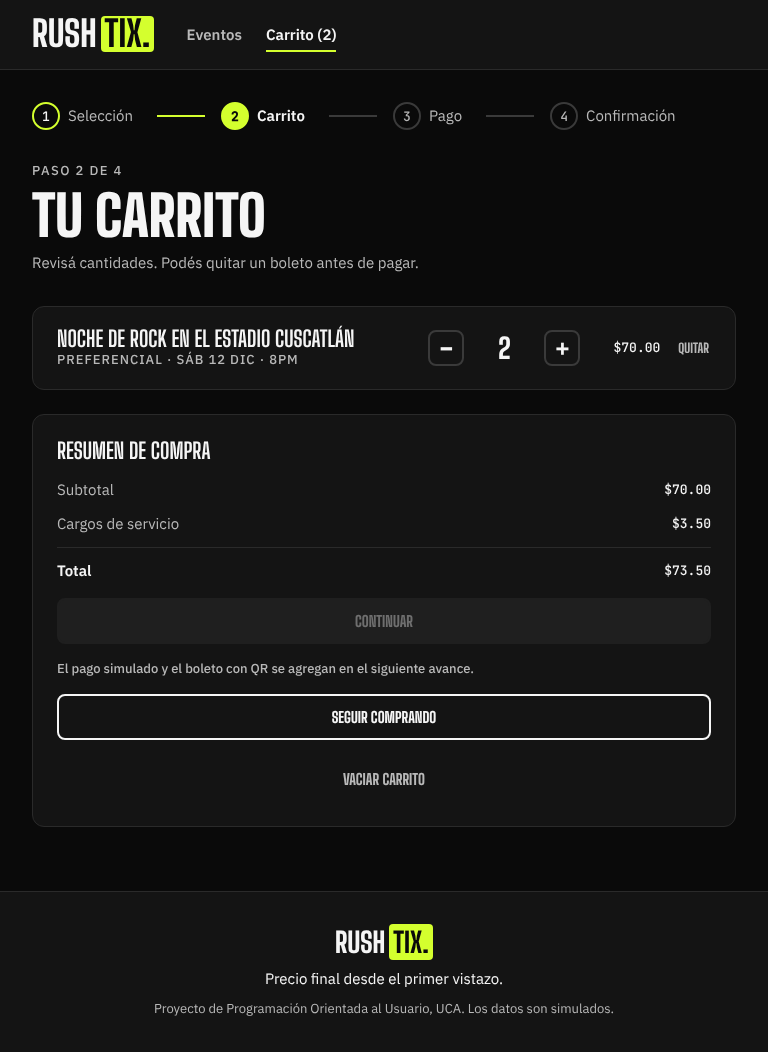 RUSH TIX. Eventos Carrito (2)
1 Selección 2 Carrito 3 Pago 4 Confirmación
PASO 2 DE 4
TU CARRITO
Revisá cantidades. Podés quitar un boleto antes de pagar.
NOCHE DE ROCK EN EL ESTADIO CUSCATLÁN
PREFERENCIAL · SÁB 12 DIC · 8PM
− 2 + $70.00 QUITAR
RESUMEN DE COMPRA
Subtotal $70.00
Cargos de servicio $3.50
Total $73.50
CONTINUAR
El pago simulado y el boleto con QR se agregan en el siguiente avance.
SEGUIR COMPRANDO
VACIAR CARRITO
RUSH TIX.
Precio final desde el primer vistazo.
Proyecto de Programación Orientada al Usuario, UCA. Los datos son simulados.